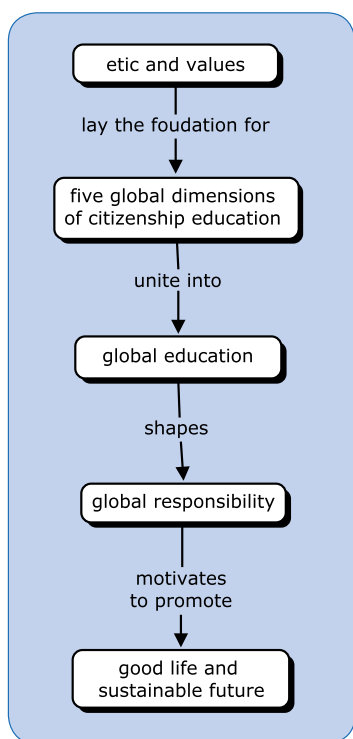 etic and values
lay the foudation for
five global dimensions
of citizenship education
unite into
global education
shapes
global responsibility
motivates
to promote
good life and
sustainable future